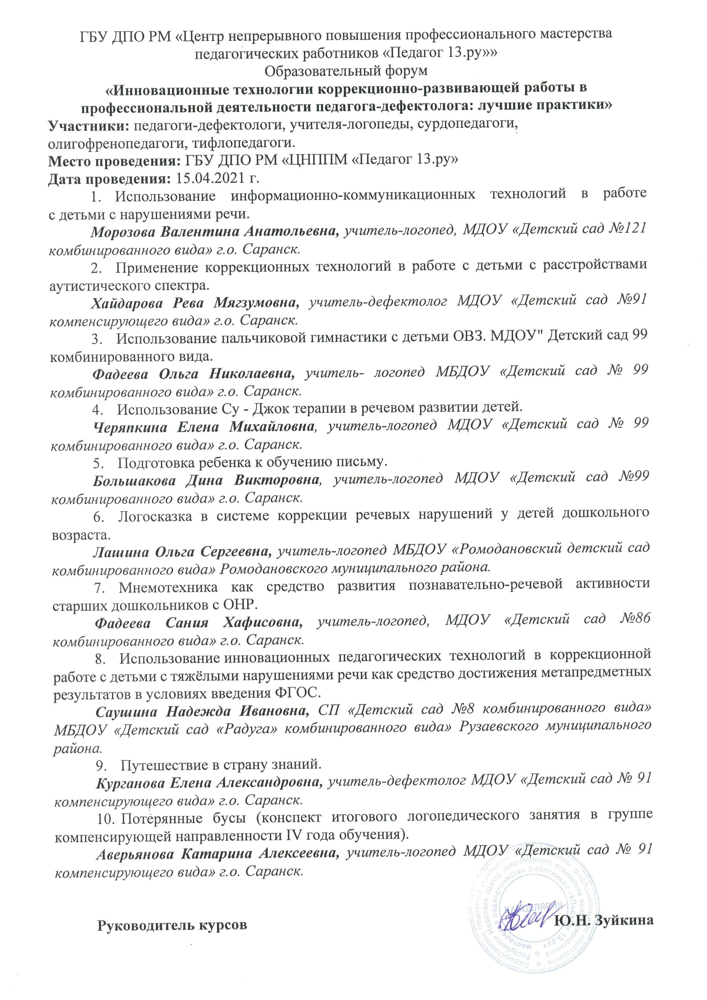 ГБУ ДПО РМ «Центр непрерывного повышения профессионального мастерства
педагогических работников «Педагог 13.ру»»
Образовательный форум
«Инновационные технологии коррекционно-развивающей работы в
профессиональной деятельности педагога-дефектолога: лучшие практики»
Участники: педагоги-дефектологи, учителя-логопеды, сурдопедагоги,
олигофренопедагоги, тифлопедагоги.
Место проведения: ГБУ ДПО РМ «ЦНППМ «Педагог 13.ру»
Дата проведения: 15.04.2021 г.
1. Использование информационно-коммуникационных технологий в работе
с детьми с нарушениями речи.
Морозова Валентина Анатольевна, учитель-логопед, МДОУ «Детский сад №121
комбинированного вида» г.о. Саранск.
2. Применение коррекционных технологий в работе с детьми с расстройствами
аутистического спектра.
Хайдарова Рева Мягзумовна, учитель-дефектолог МДОУ «Детский сад №91
компенсирующего вида» г.о. Саранск.
3. Использование пальчиковой гимнастики с детьми ОВЗ. МДОУ" Детский сад 99
комбинированного вида.
Фадеева Ольга Николаевна, учитель- логопед МБДОУ «Детский сад № 99
комбинированного вида» г.о. Саранск.
4. Использование Су - Джок терапии в речевом развитии детей.
Черяпкина Елена Михайловна, учитель-логопед МДОУ «Детский сад № 99
комбинированного вида» г.о. Саранск.
5. Подготовка ребенка к обучению письму.
Большакова Дина Викторовна, учитель-логопед МДОУ «Детский сад №99
комбинированного вида» г.о. Саранск.
6. Логосказка в системе коррекции речевых нарушений у детей дошкольного
возраста.
Лашина Ольга Сергеевна, учитель-логопед МБДОУ «Ромодановский детский сад
комбинированного вида» Ромодановского муниципального района.
7. Мнемотехника как средство развития познавательно-речевой активности
старших дошкольников с ОНР.
Фадеева Сания Хафисовна, учитель-логопед, МДОУ «Детский сад №86
комбинированного вида» г.о. Саранск.
8. Использование инновационных педагогических технологий в коррекционной
работе с детьми с тяжёлыми нарушениями речи как средство достижения метапредметных
результатов в условиях введения ФГОС.
Саушина Надежда Ивановна, СП «Детский сад №8 комбинированного вида»
МБДОУ «Детский сад «Радуга» комбинированного вида» Рузаевского муниципального
района.
9. Путешествие в страну знаний.
Курганова Елена Александровна, учитель-дефектолог МДОУ «Детский сад № 91
компенсирующего вида» г.о. Саранск.
10. Потерянные бусы (конспект итогового логопедического занятия в группе
компенсирующей направленности IV года обучения).
Аверьянова Катарина Алексеевна, учитель-логопед МДОУ «Детский сад № 91
компенсирующего вида» г.о. Саранск.
КАНЦЕЛЯРИЯ
Руководитель курсов Ю.Н. Зуйкина